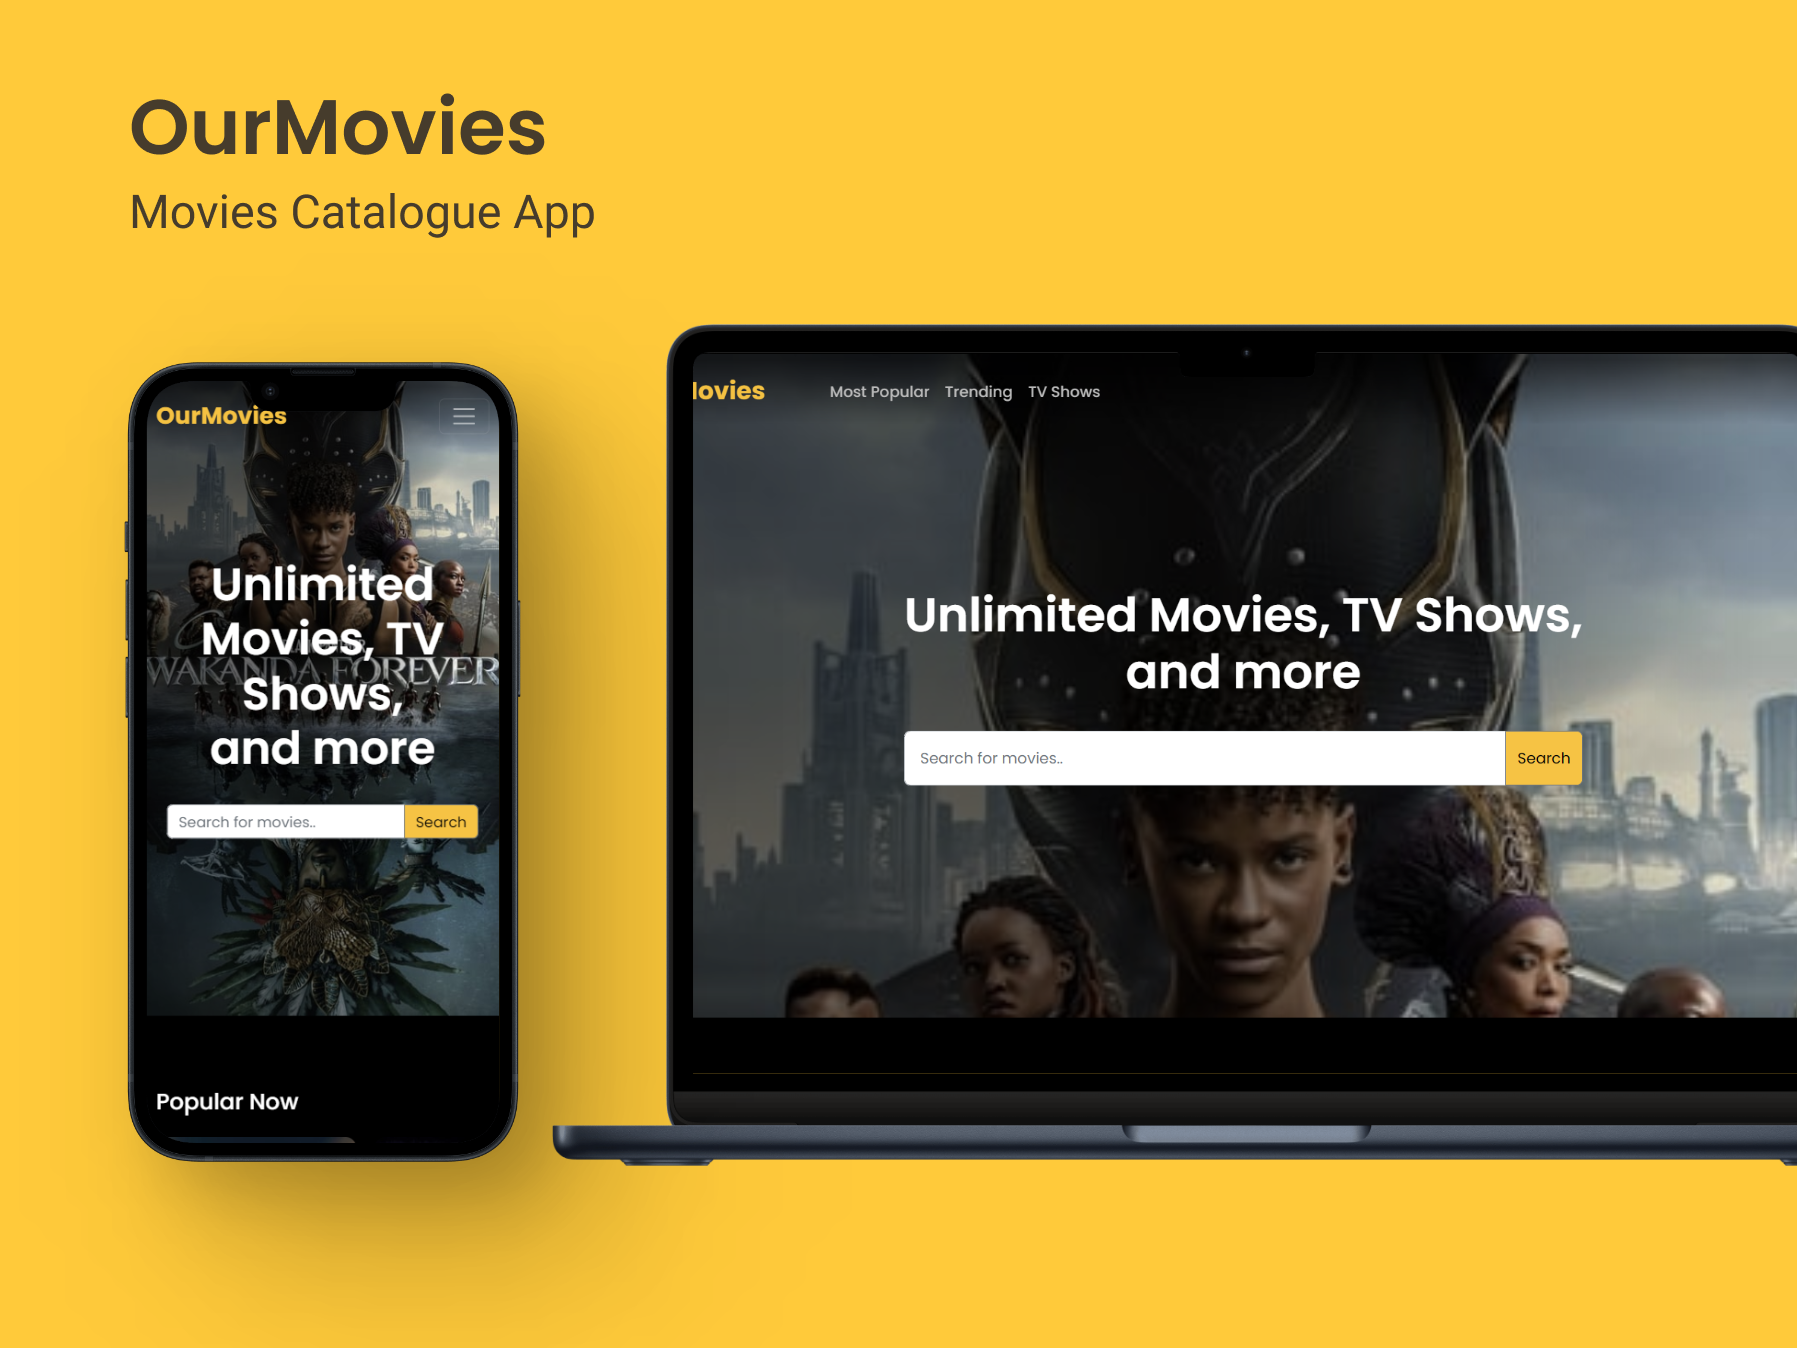 OurMovies
Movies Catalogue App
OurMovies
Unlimited
Movies, TV
Shows,
and more
WAKANDA FOREVER
Search for movies..
Search
Popular Now
Movies
Most Popular
Trending
TV Shows
Unlimited Movies, TV Shows,
and more
Search for movies..
Search